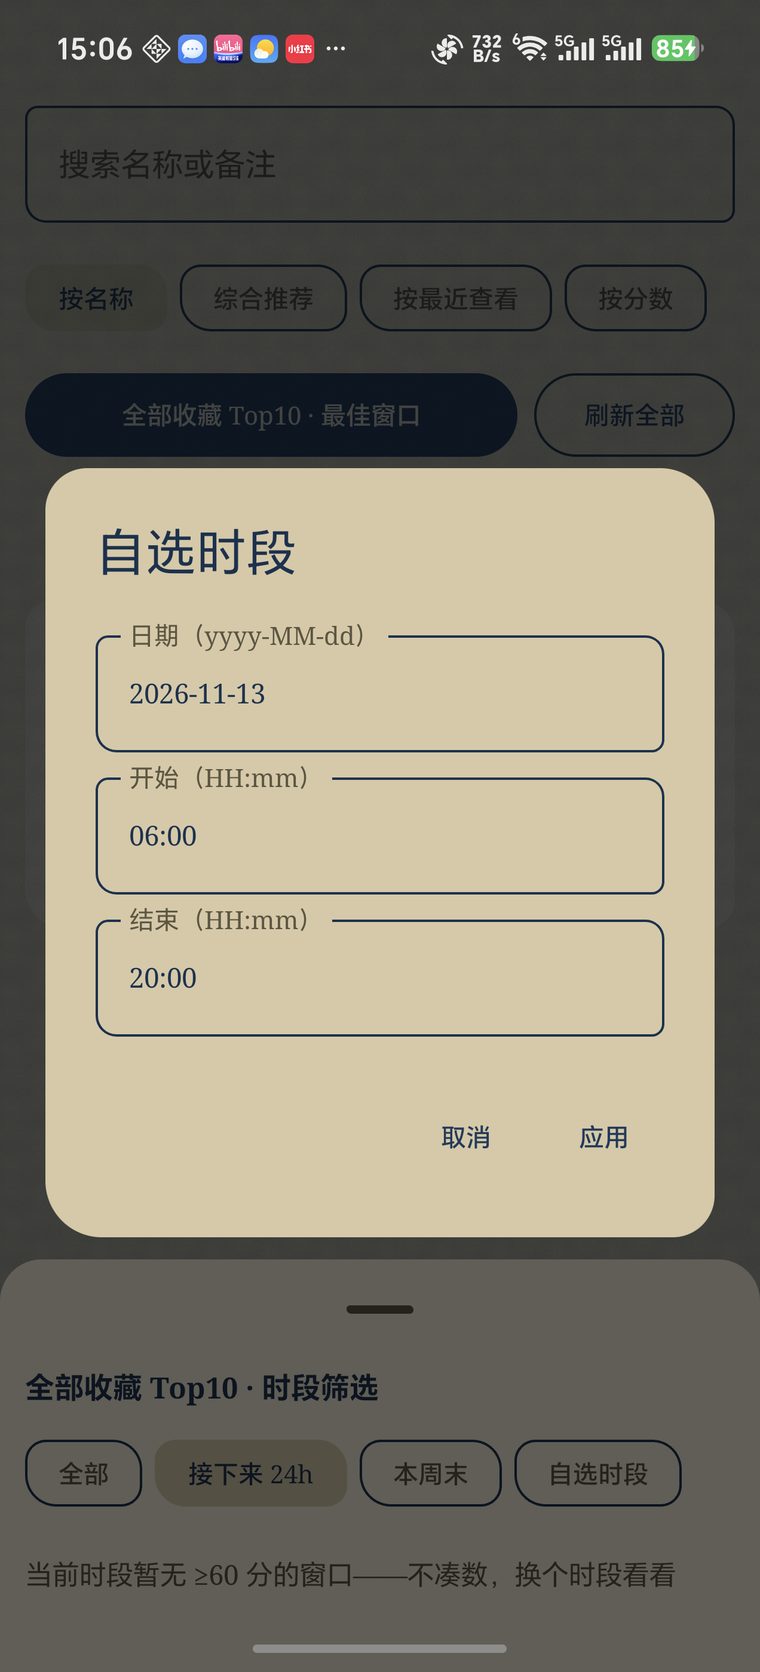 15:06 ··· 732 B/s 6 5G 5G 85
搜索名称或备注
按名称 综合推荐 按最近查看 按分数
全部收藏 Top10 · 最佳窗口 刷新全部
自选时段
日期（yyyy-MM-dd）
2026-11-13
开始（HH:mm）
06:00
结束（HH:mm）
20:00
取消 应用
全部收藏 Top10 · 时段筛选
全部 接下来 24h 本周末 自选时段
当前时段暂无 ≥60 分的窗口——不凑数，换个时段看看